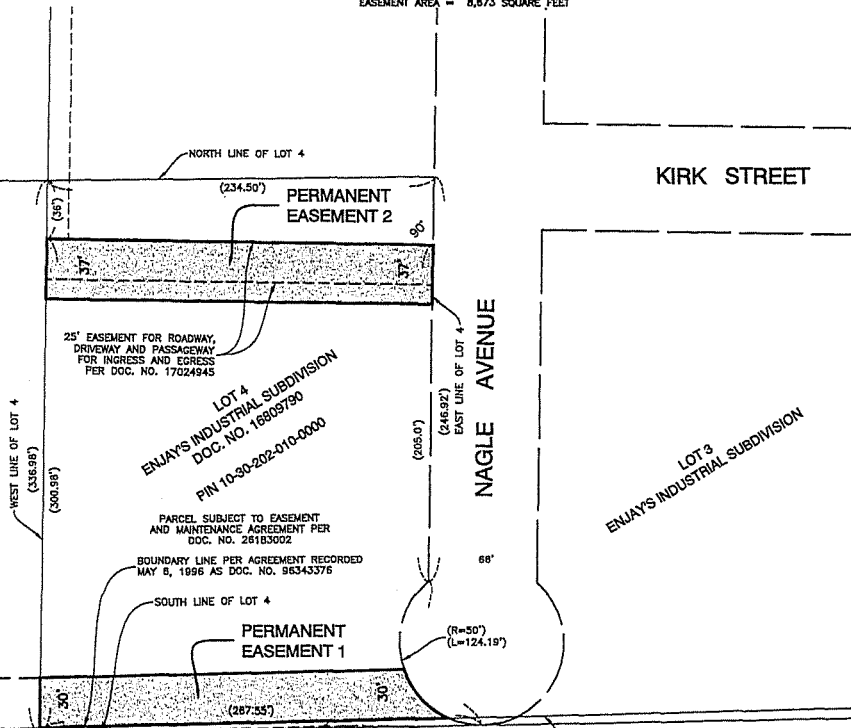 EASEMENT AREA = 8,673 SQUARE FEET
NORTH LINE OF LOT 4
KIRK STREET
(234.50')
PERMANENT
EASEMENT 2
(36')
90°
37'
37'
25' EASEMENT FOR ROADWAY,
DRIVEWAY AND PASSAGEWAY
FOR INGRESS AND EGRESS
PER DOC. NO. 17024945
NAGLE AVENUE
EAST LINE OF LOT 4
(246.92')
(205.0')
LOT 4
ENJAY'S INDUSTRIAL SUBDIVISION
DOC. NO. 16809790
PIN 10-30-202-010-0000
WEST LINE OF LOT 4
(336.98')
(300.98')
LOT 3
ENJAY'S INDUSTRIAL SUBDIVISION
PARCEL SUBJECT TO EASEMENT
AND MAINTENANCE AGREEMENT PER
DOC. NO. 26183002
BOUNDARY LINE PER AGREEMENT RECORDED
MAY 6, 1996 AS DOC. NO. 96343376
66'
SOUTH LINE OF LOT 4
PERMANENT
EASEMENT 1
(R=50')
(L=124.19')
30'
30'
(267.55')